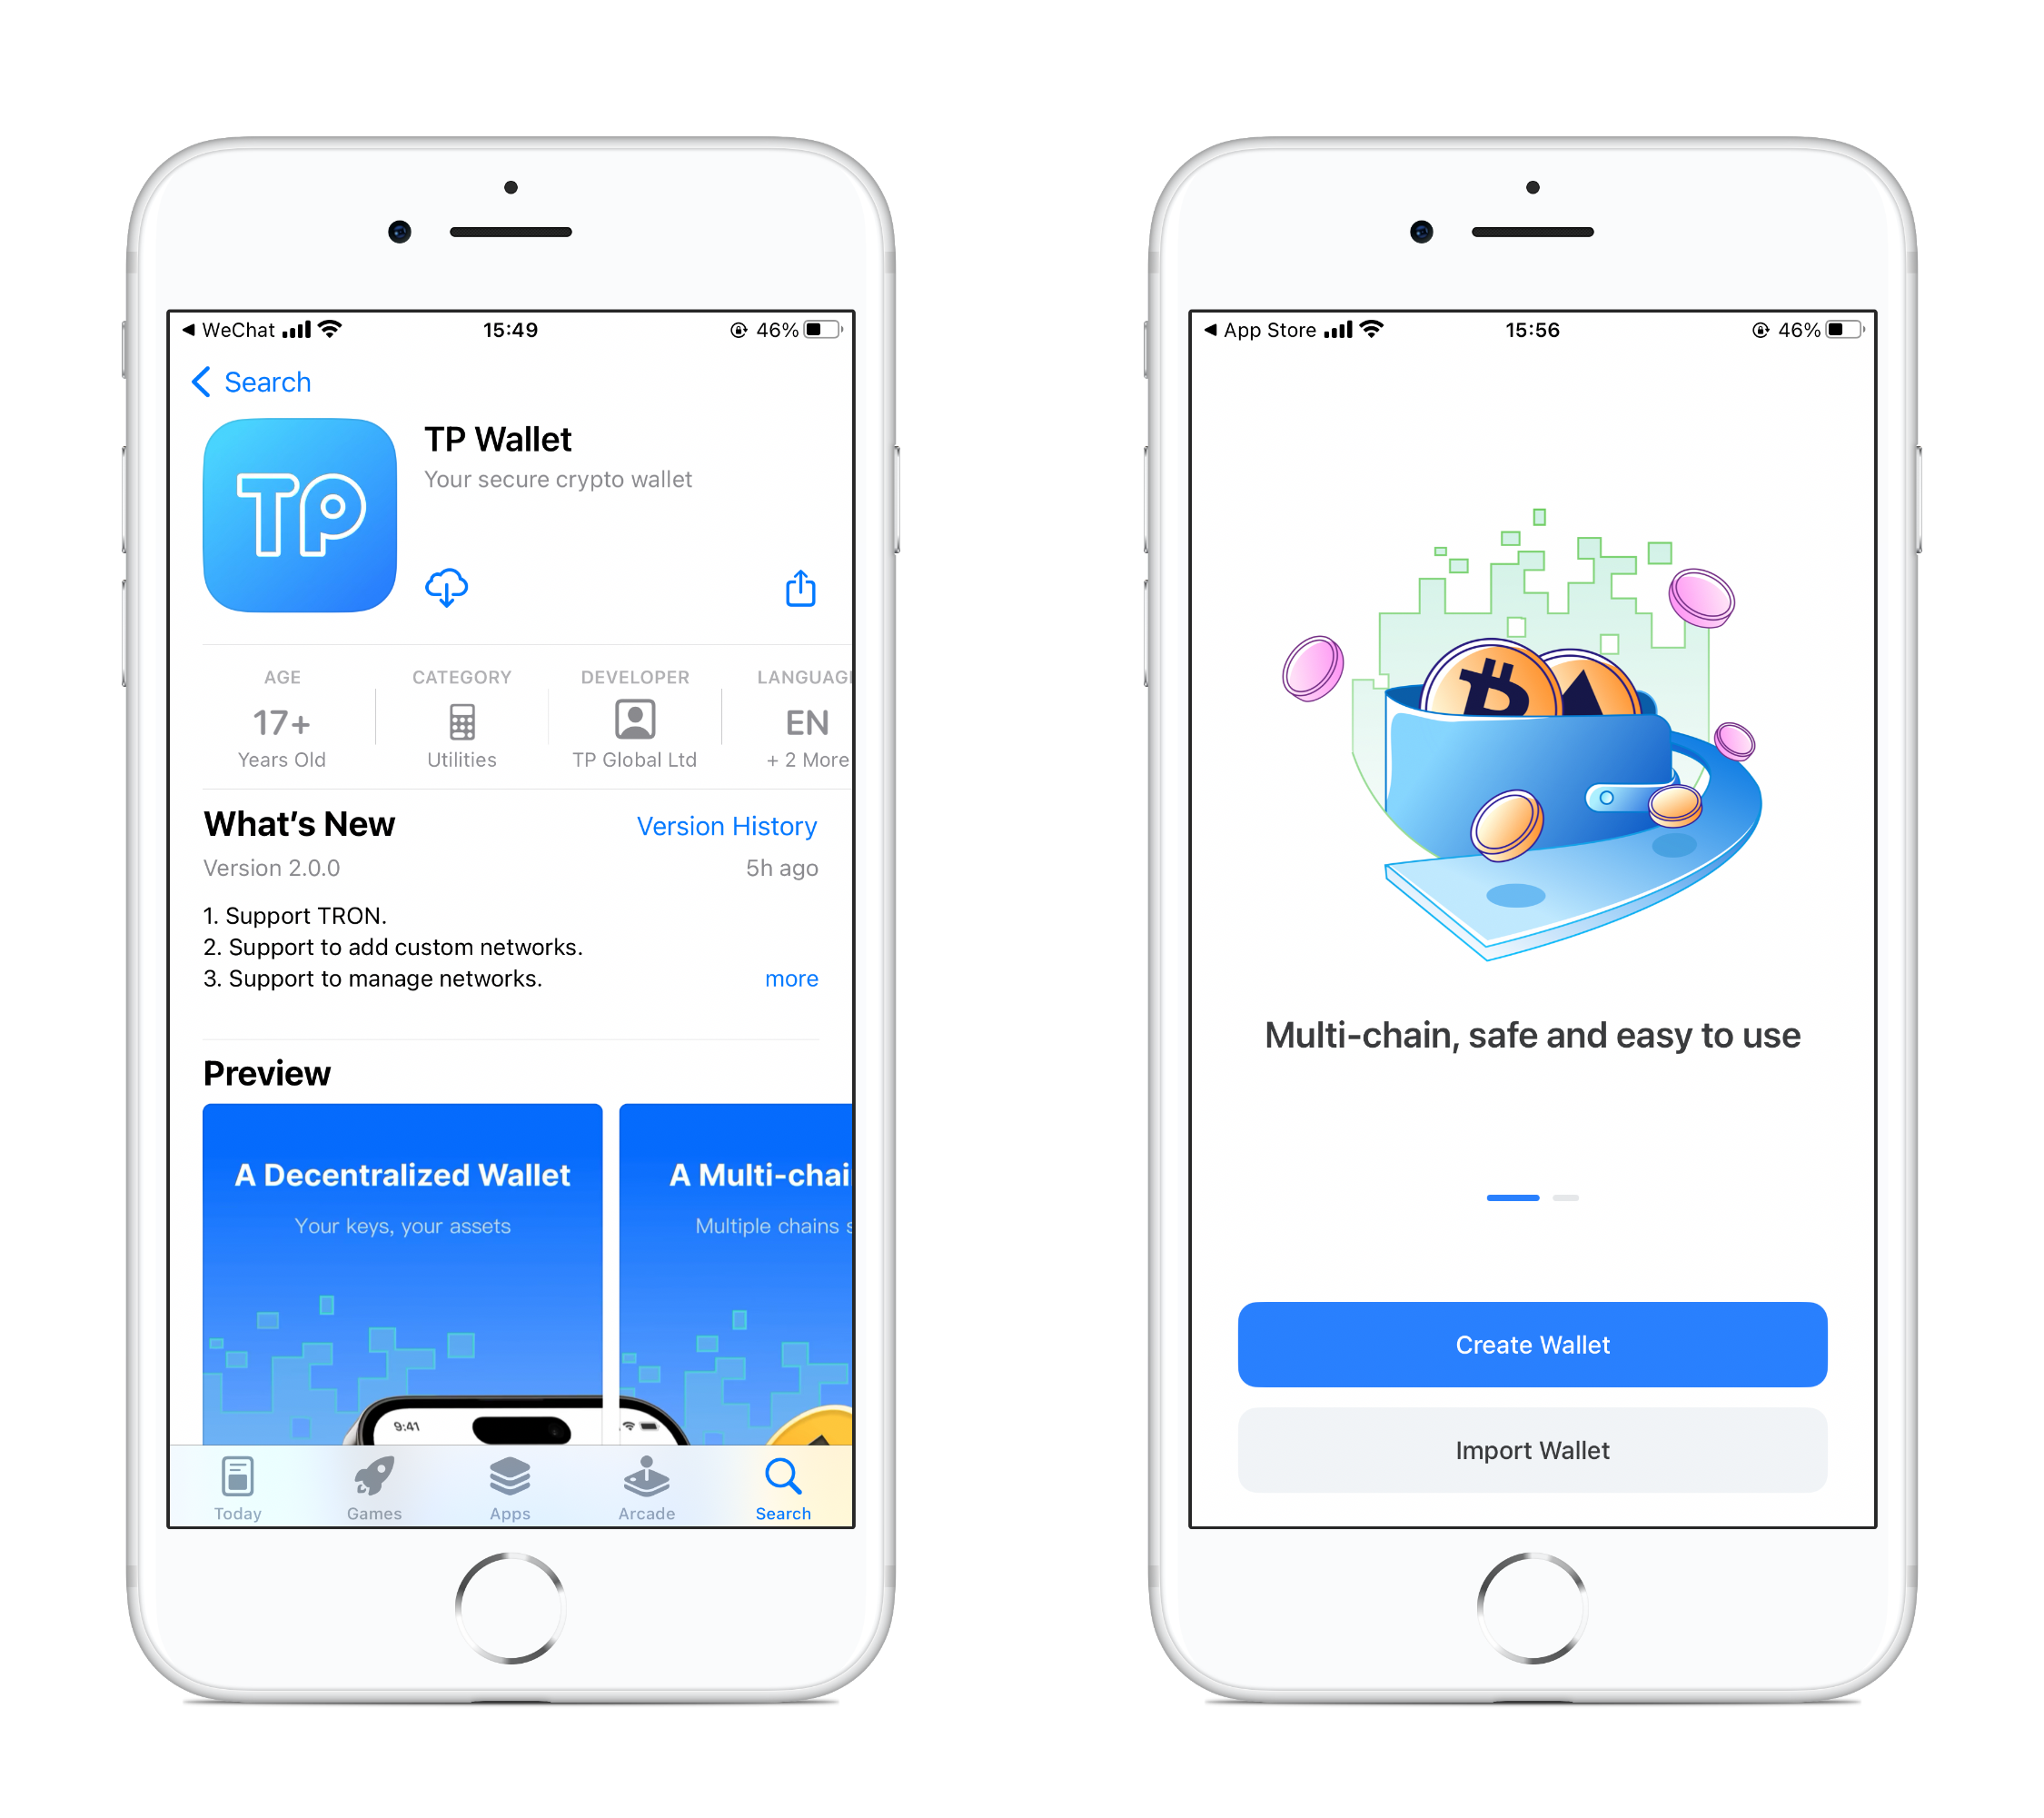 WeChat 15:49 46%
Search
TP
TP Wallet
Your secure crypto wallet
AGE CATEGORY DEVELOPER LANGUAG
17+ EN
Years Old Utilities TP Global Ltd + 2 More
What's New Version History
Version 2.0.0 5h ago
1. Support TRON.
2. Support to add custom networks.
3. Support to manage networks. more
Preview
A Decentralized Wallet
Your keys, your assets
9:41
A Multi-chai
Multiple chains s
Today Games Apps Arcade Search
App Store 15:56 46%
Multi-chain, safe and easy to use
Create Wallet
Import Wallet